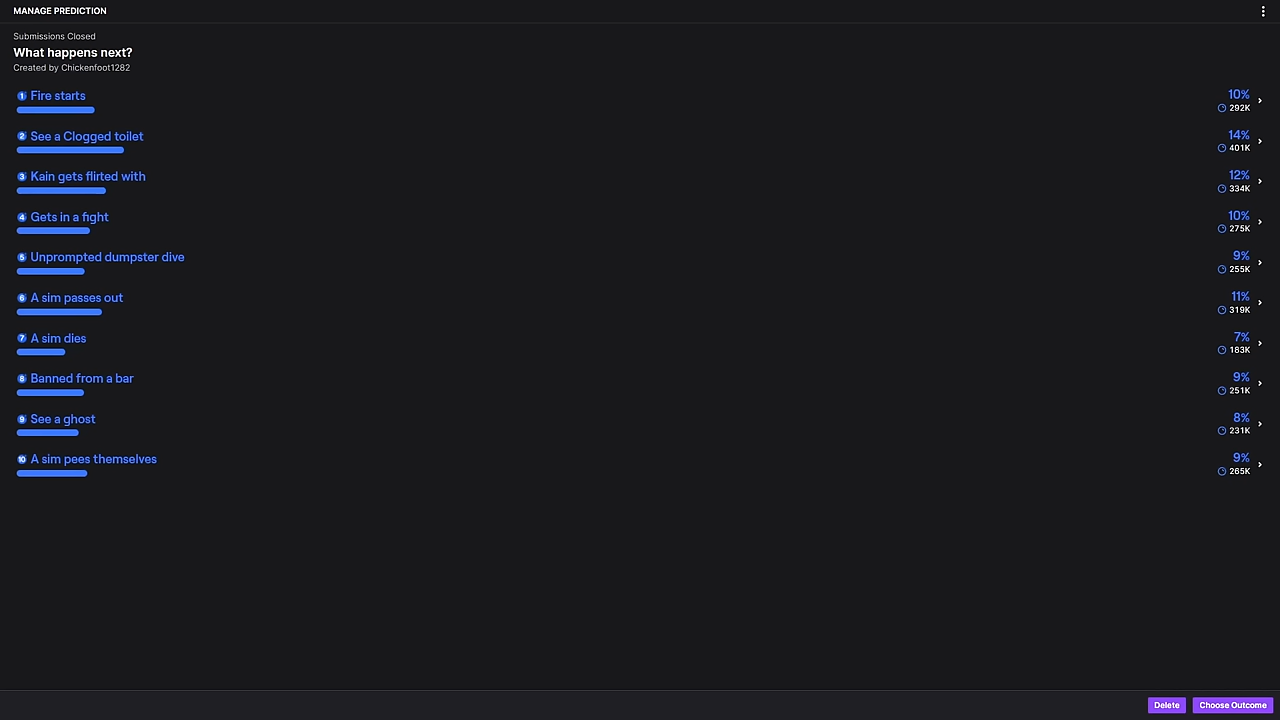 MANAGE PREDICTION
Submissions Closed
What happens next?
Created by Chickenfoot1282
1 Fire starts 10%
292K
2 See a Clogged toilet 14%
401K
3 Kain gets flirted with 12%
334K
4 Gets in a fight 10%
275K
5 Unprompted dumpster dive 9%
255K
6 A sim passes out 11%
319K
7 A sim dies 7%
183K
8 Banned from a bar 9%
251K
9 See a ghost 8%
231K
10 A sim pees themselves 9%
265K
Delete Choose Outcome